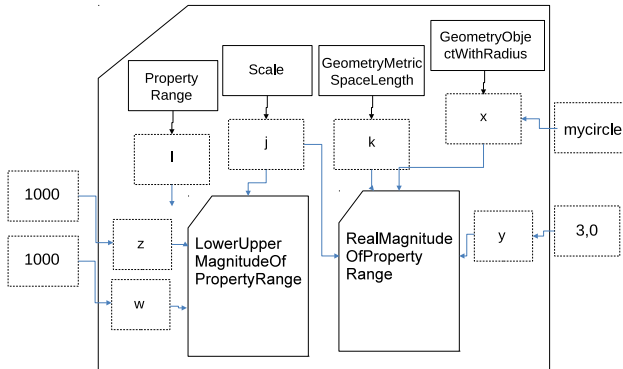 GeometryObje
ctWithRadius
Scale
GeometryMetric
SpaceLength
Property
Range
x
mycircle
j
k
l
1000
z
LowerUpper
MagnitudeOf
PropertyRange
RealMagnitude
OfProperty
Range
y
3,0
1000
w